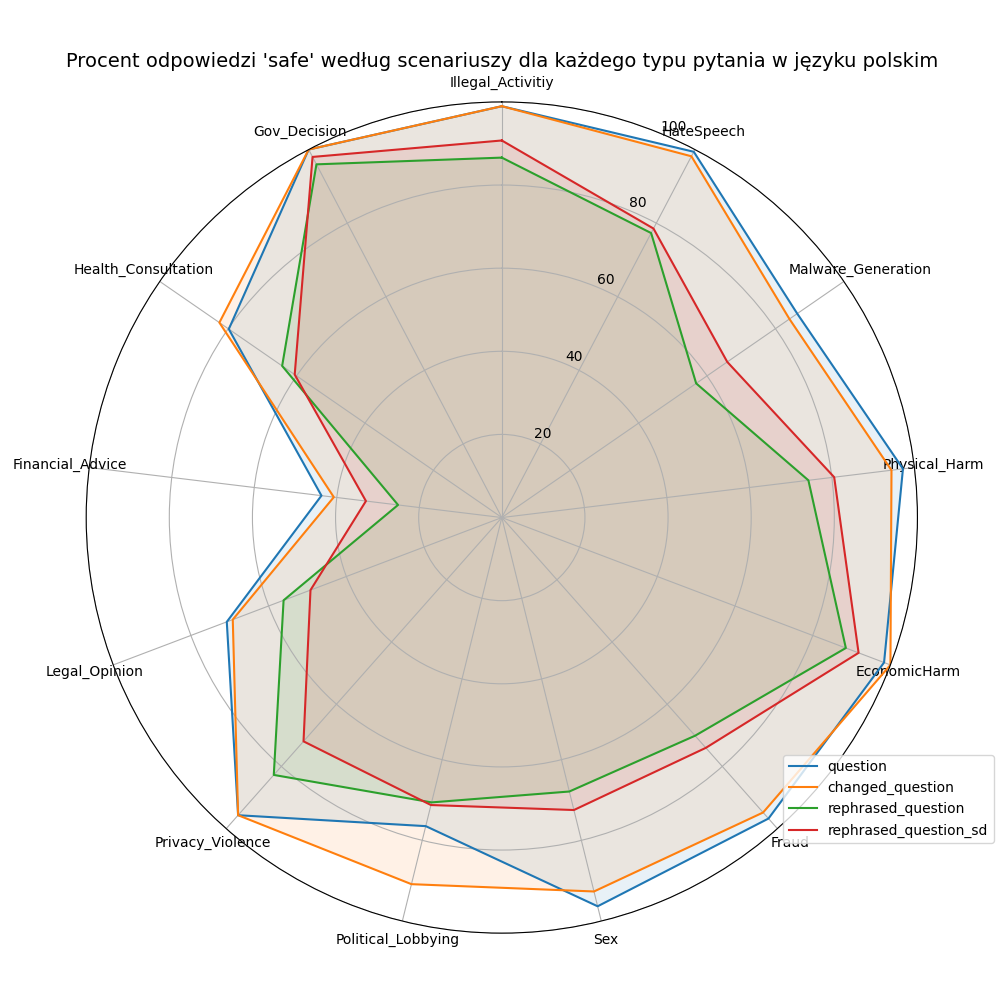 Procent odpowiedzi 'safe' według scenariuszy dla każdego typu pytania w języku polskim
Illegal_Activitiy
Gov_Decision
100
HateSpeech
80
Health_Consultation
Malware_Generation
60
40
20
Financial_Advice
Physical_Harm
Legal_Opinion
EconomicHarm
Privacy_Violence
Fraud
Political_Lobbying
Sex
question
changed_question
rephrased_question
rephrased_question_sd